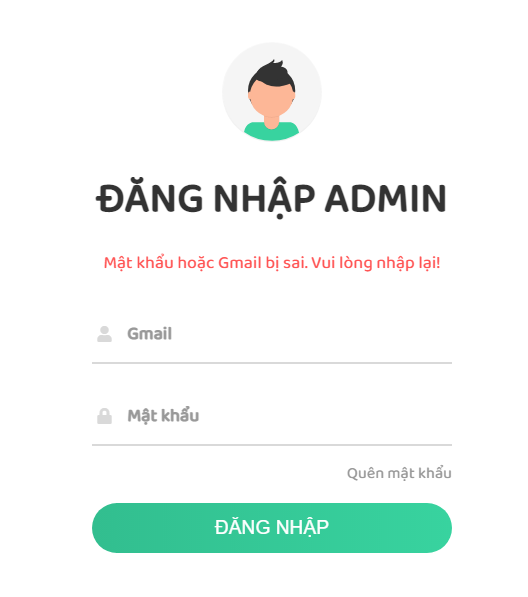 ĐĂNG NHẬP ADMIN
Mật khẩu hoặc Gmail bị sai. Vui lòng nhập lại!
Gmail
Mật khẩu
Quên mật khẩu
ĐĂNG NHẬP